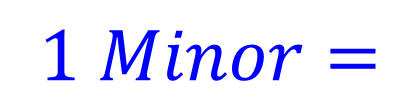 1 Minor =